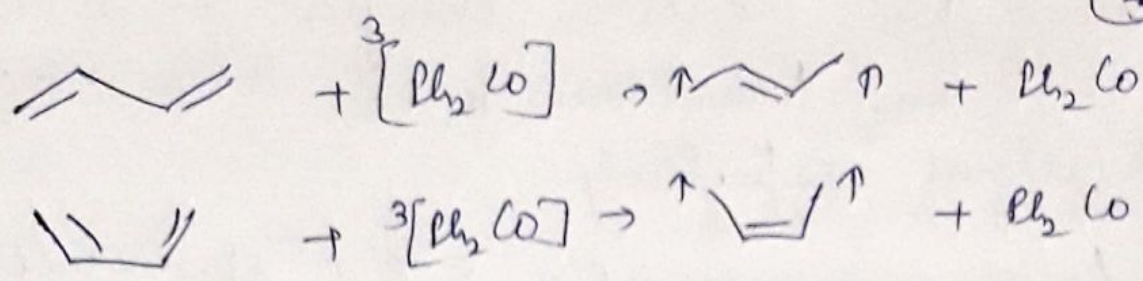 + ³[Ph₂CO] → ↑ ↑ + Ph₂CO
+ ³[Ph₂CO] → ↑ ↑ + Ph₂CO